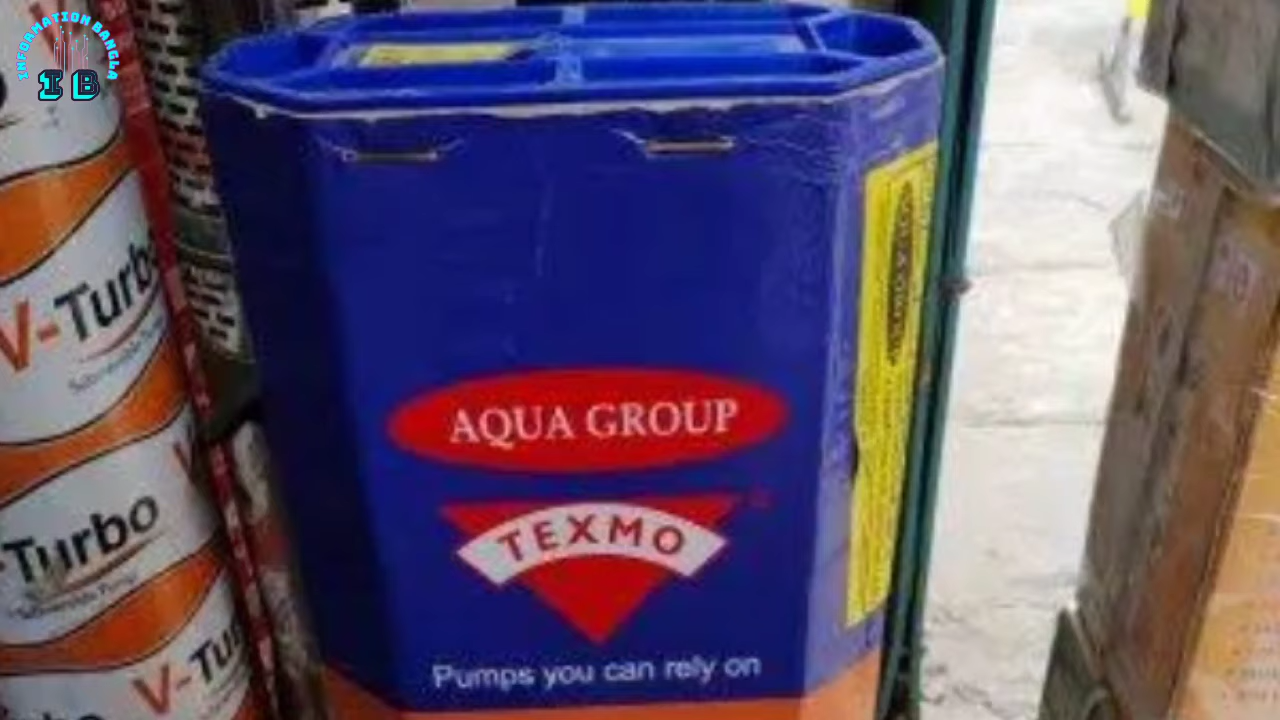 INFORMATION BANGLA
IB
V-Turbo
AQUA GROUP
TEXMO
Pumps you can rely on
Turbo
V-Tur